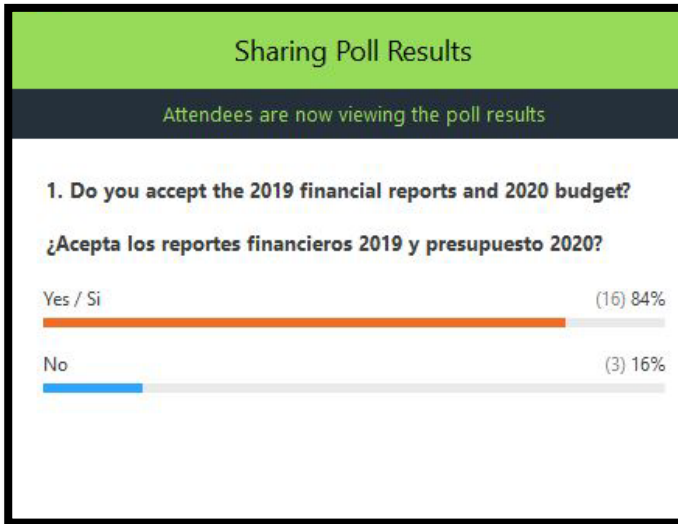 Sharing Poll Results
Attendees are now viewing the poll results
1. Do you accept the 2019 financial reports and 2020 budget?
¿Acepta los reportes financieros 2019 y presupuesto 2020?
Yes / Si (16) 84%
No (3) 16%